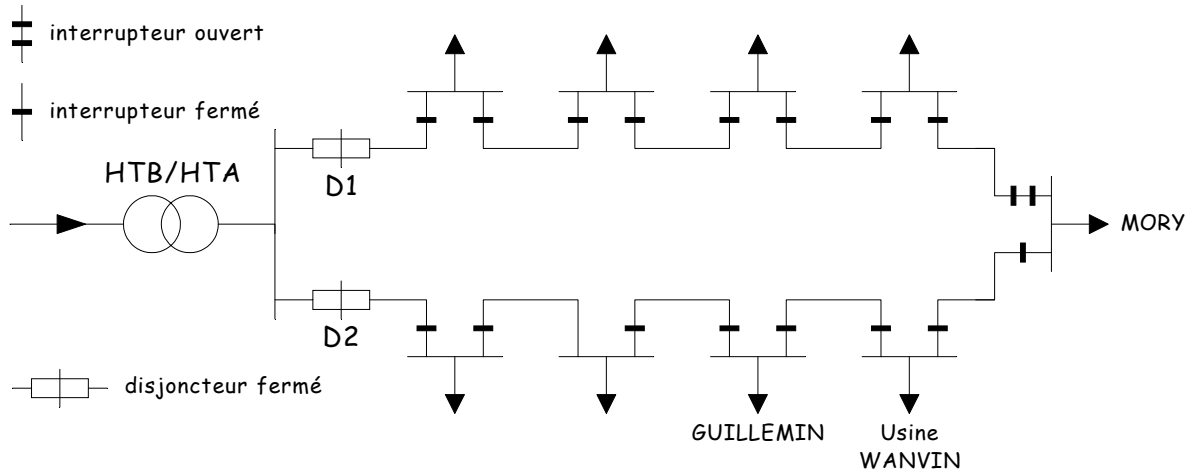 interrupteur ouvert
interrupteur fermé
HTB/HTA
D1
MORY
D2
disjoncteur fermé
GUILLEMIN
Usine
WANVIN